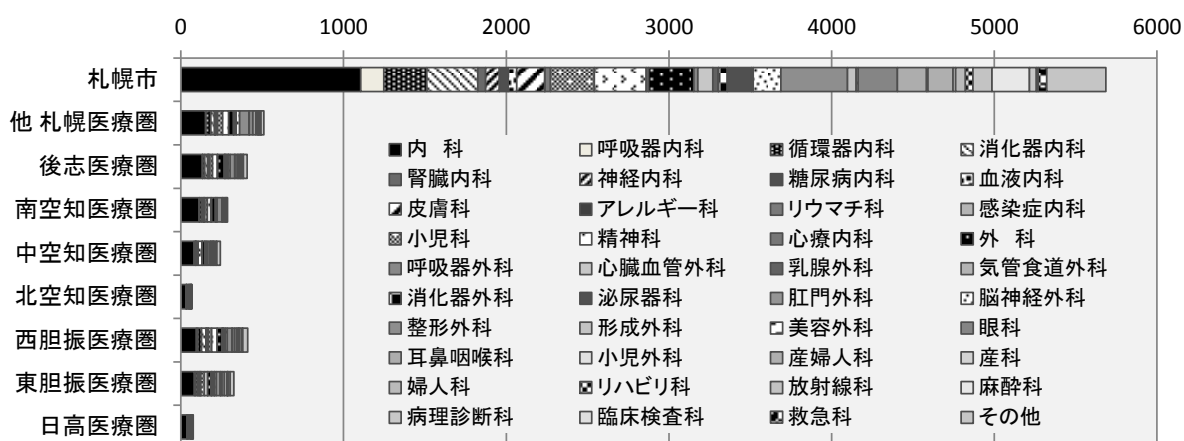 0 1000 2000 3000 4000 5000 6000
札幌市
他 札幌医療圏
後志医療圏
南空知医療圏
中空知医療圏
北空知医療圏
西胆振医療圏
東胆振医療圏
日高医療圏
内　科 呼吸器内科 循環器内科 消化器内科
腎臓内科 神経内科 糖尿病内科 血液内科
皮膚科 アレルギー科 リウマチ科 感染症内科
小児科 精神科 心療内科 外　科
呼吸器外科 心臓血管外科 乳腺外科 気管食道外科
消化器外科 泌尿器科 肛門外科 脳神経外科
整形外科 形成外科 美容外科 眼科
耳鼻咽喉科 小児外科 産婦人科 産科
婦人科 リハビリ科 放射線科 麻酔科
病理診断科 臨床検査科 救急科 その他